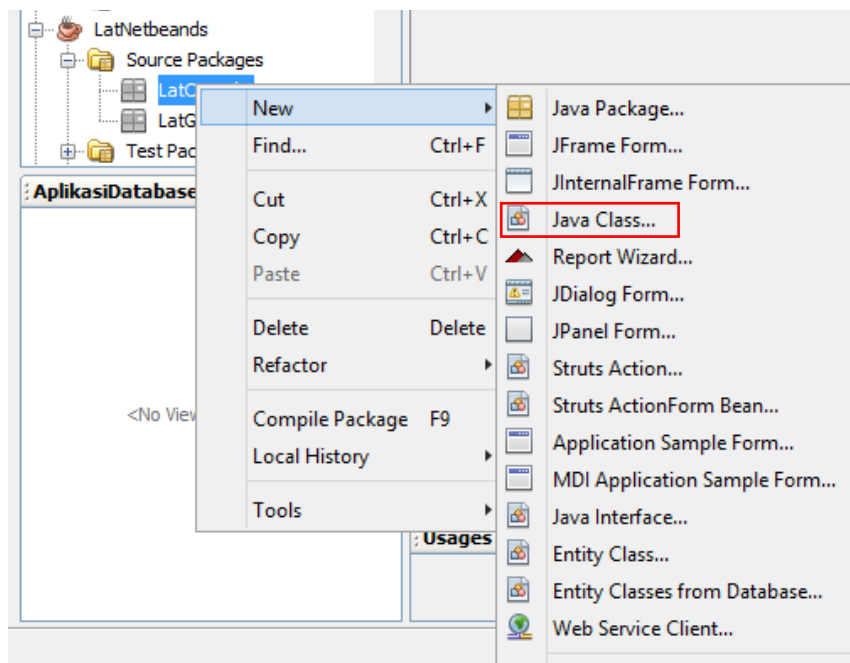 LatNetbeands
Source Packages
LatC
LatG
Test Pac
AplikasiDatabase
<No View
New
Find... Ctrl+F
Cut Ctrl+X
Copy Ctrl+C
Paste Ctrl+V
Delete Delete
Refactor
Compile Package F9
Local History
Tools
Usages
Java Package...
JFrame Form...
JInternalFrame Form...
Java Class...
Report Wizard...
JDialog Form...
JPanel Form...
Struts Action...
Struts ActionForm Bean...
Application Sample Form...
MDI Application Sample Form...
Java Interface...
Entity Class...
Entity Classes from Database...
Web Service Client...